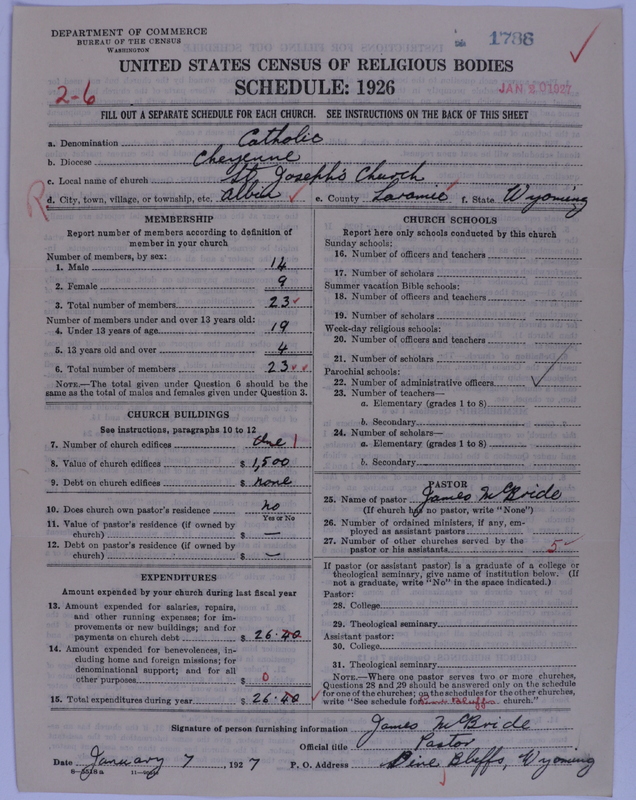 DEPARTMENT OF COMMERCE
BUREAU OF THE CENSUS
WASHINGTON
1786
UNITED STATES CENSUS OF RELIGIOUS BODIES
SCHEDULE: 1926
2-6
JAN 20 1927
FILL OUT A SEPARATE SCHEDULE FOR EACH CHURCH. SEE INSTRUCTIONS ON THE BACK OF THIS SHEET
a. Denomination Catholic
b. Diocese Cheyenne
c. Local name of church St Joseph's Church
R d. City, town, village, or township, etc. Albin e. County Laramie f. State Wyoming
MEMBERSHIP
Report number of members according to definition of
member in your church
Number of members, by sex:
1. Male 14
2. Female 9
3. Total number of members 23
Number of members under and over 13 years old:
4. Under 13 years of age 19
5. 13 years old and over 4
6. Total number of members 23
NOTE.—The total given under Question 6 should be the
same as the total of males and females given under Question 3.
CHURCH BUILDINGS
See instructions, paragraphs 10 to 12
7. Number of church edifices One 1
8. Value of church edifices $ 1,500
9. Debt on church edifices $ none
10. Does church own pastor's residence no
Yes or No
11. Value of pastor's residence (if owned by
church) $ —
12. Debt on pastor's residence (if owned by
church) $ —
EXPENDITURES
Amount expended by your church during last fiscal year
13. Amount expended for salaries, repairs,
and other running expenses; for im-
provements or new buildings; and for
payments on church debt $ 26.40
14. Amount expended for benevolences, in-
cluding home and foreign missions; for
denominational support; and for all
other purposes $ 0
15. Total expenditures during year $ 26.40
CHURCH SCHOOLS
Report here only schools conducted by this church
Sunday schools:
16. Number of officers and teachers
17. Number of scholars
Summer vacation Bible schools:
18. Number of officers and teachers
19. Number of scholars
Week-day religious schools:
20. Number of officers and teachers
21. Number of scholars
Parochial schools:
22. Number of administrative officers
23. Number of teachers—
a. Elementary (grades 1 to 8)
b. Secondary
24. Number of scholars—
a. Elementary (grades 1 to 8)
b. Secondary
PASTOR
25. Name of pastor James McBride
(If church has no pastor, write "None")
26. Number of ordained ministers, if any, em-
ployed as assistant pastors
27. Number of other churches served by the
pastor or his assistants 5
If pastor (or assistant pastor) is a graduate of a college or
theological seminary, give name of institution below. (If
not a graduate, write "No" in the space indicated.)
Pastor:
28. College
29. Theological seminary
Assistant pastor:
30. College
31. Theological seminary
NOTE.—Where one pastor serves two or more churches,
Questions 28 and 29 should be answered only on the schedule
for one of the churches; on the schedules for the other churches,
write "See schedule for Pine Bluffs church."
Signature of person furnishing information James McBride
Official title Pastor
Date January 7 1927 P. O. Address Pine Bluffs, Wyoming